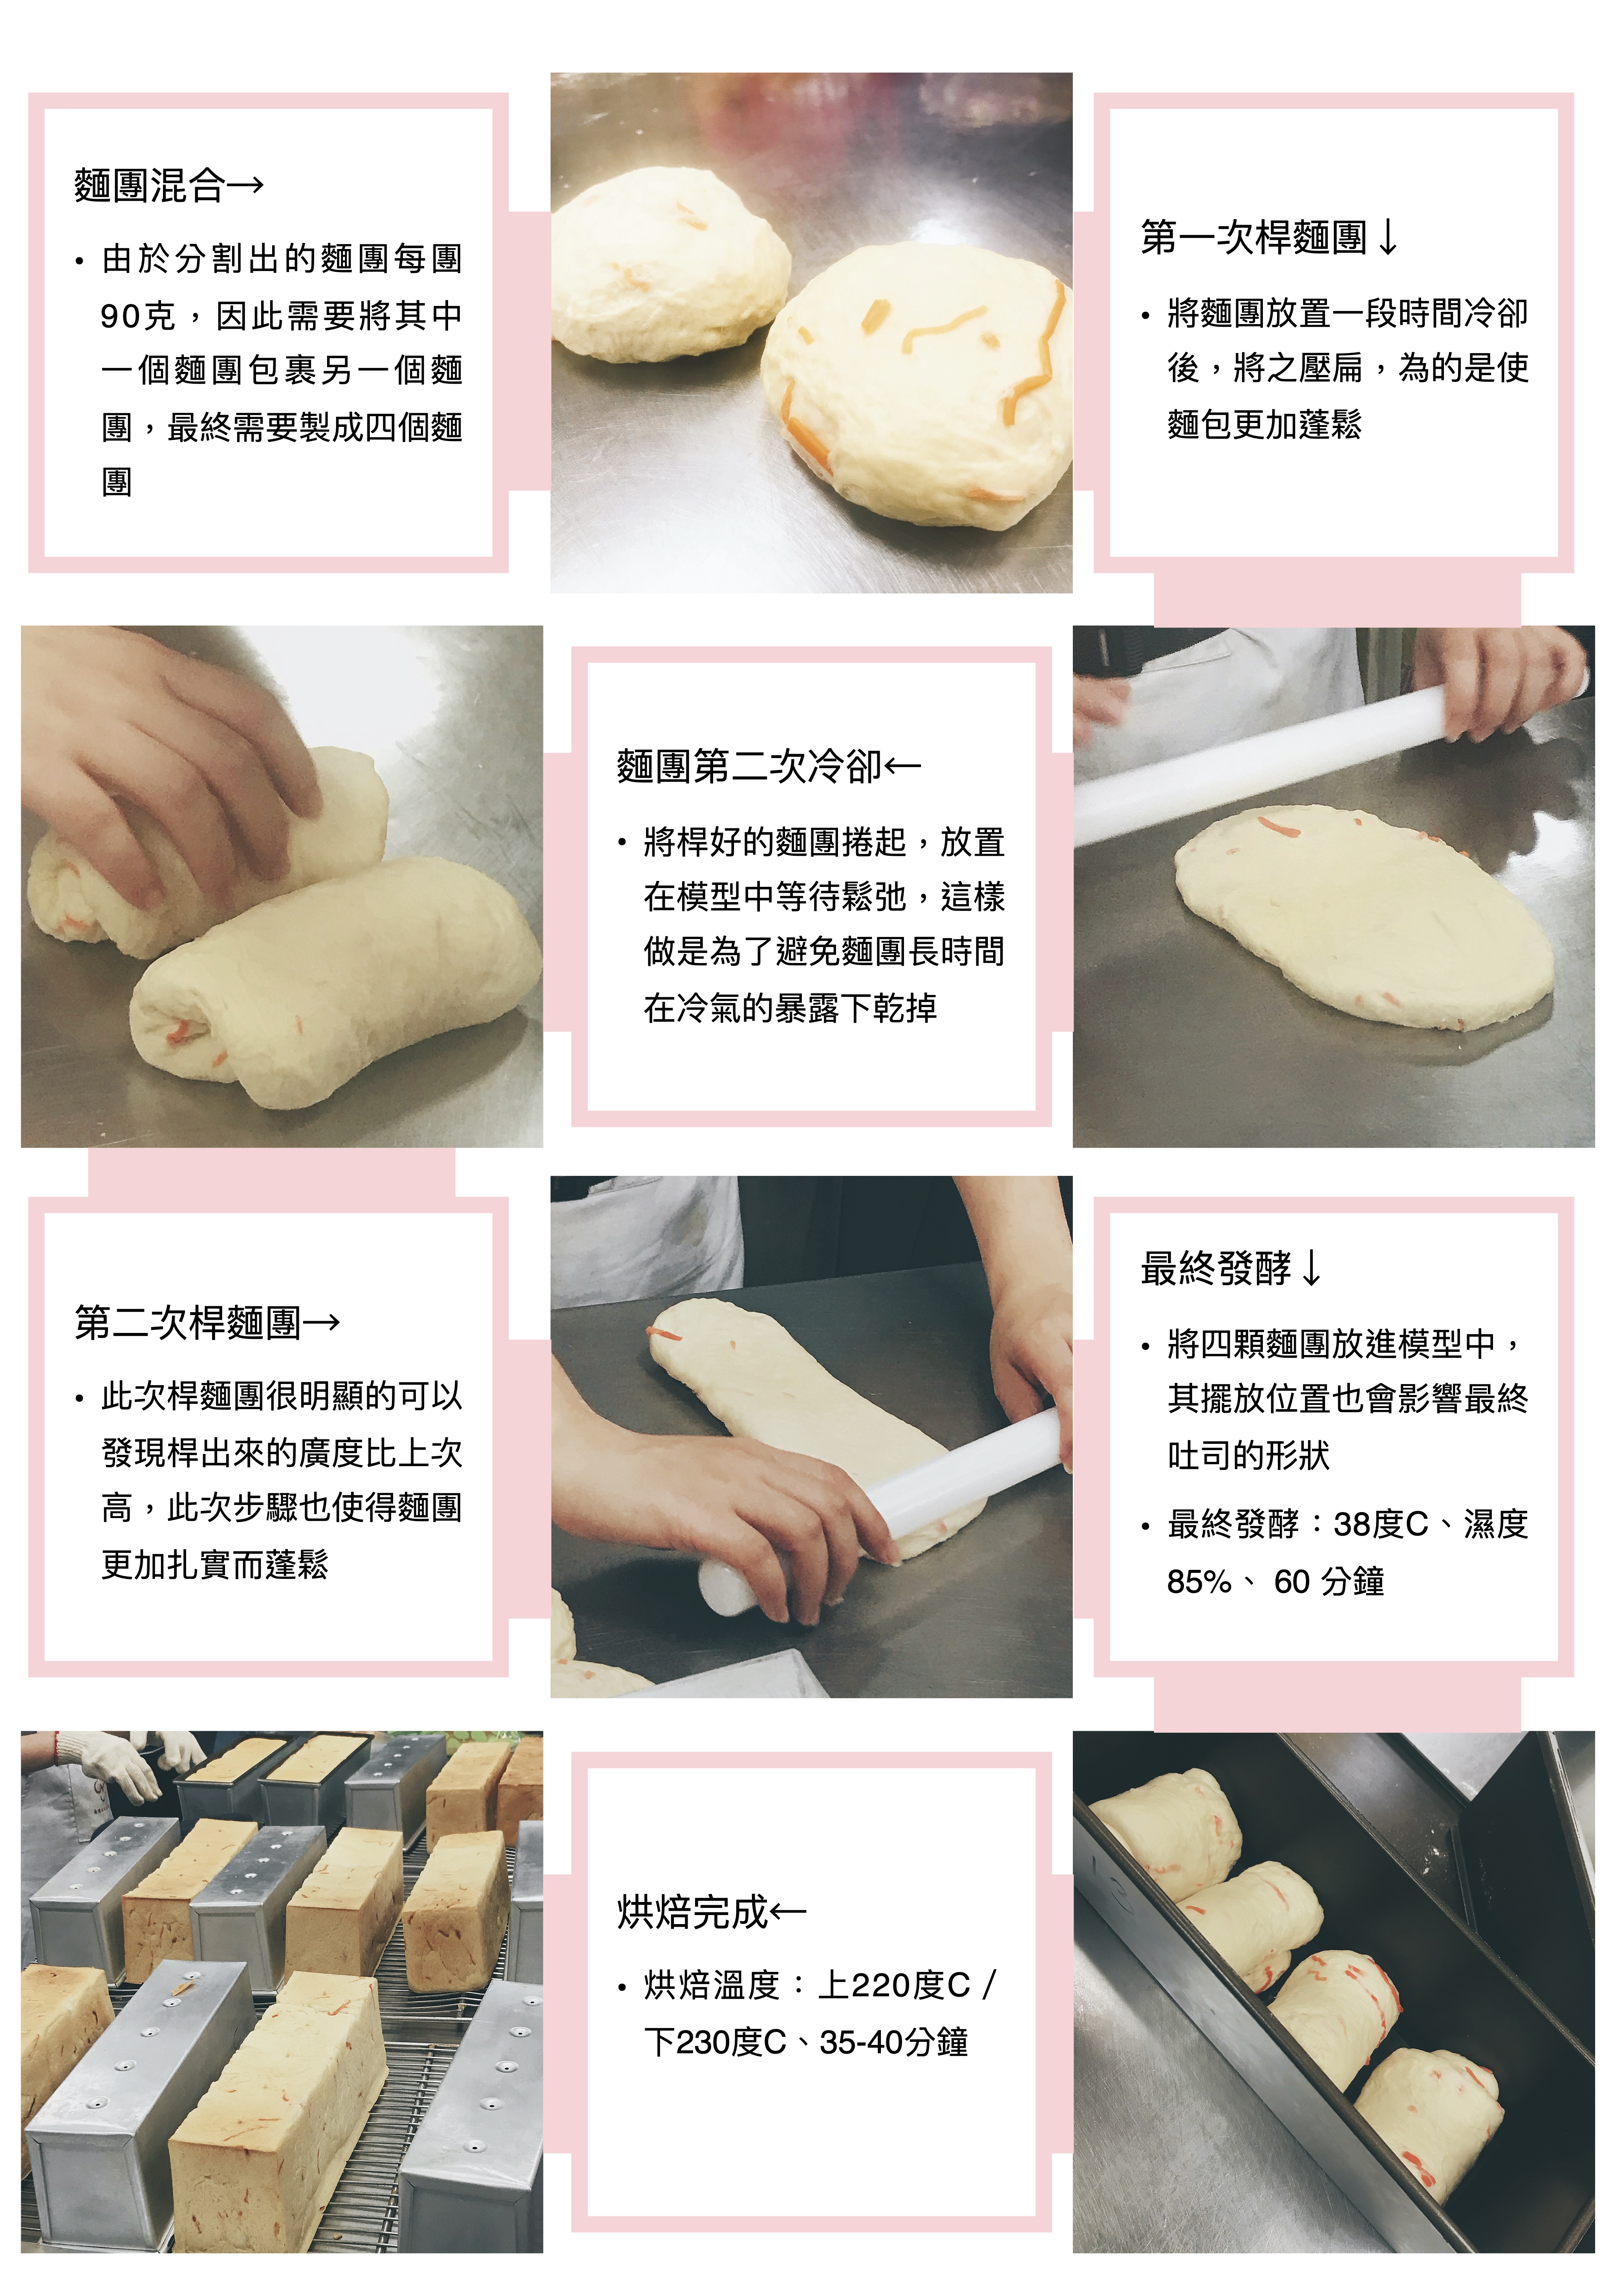 麵團混合→
• 由於分割出的麵團每團
90克，因此需要將其中
一個麵團包裹另一個麵
團，最終需要製成四個麵
團
第一次桿麵團↓
• 將麵團放置一段時間冷卻
後，將之壓扁，為的是使
麵包更加蓬鬆
麵團第二次冷卻←
• 將桿好的麵團捲起，放置
在模型中等待鬆弛，這樣
做是為了避免麵團長時間
在冷氣的暴露下乾掉
第二次桿麵團→
• 此次桿麵團很明顯的可以
發現桿出來的廣度比上次
高，此次步驟也使得麵團
更加扎實而蓬鬆
最終發酵↓
• 將四顆麵團放進模型中，
其擺放位置也會影響最終
吐司的形狀
• 最終發酵：38度C、濕度
85%、 60 分鐘
烘焙完成←
• 烘焙溫度：上220度C /
下230度C、35-40分鐘